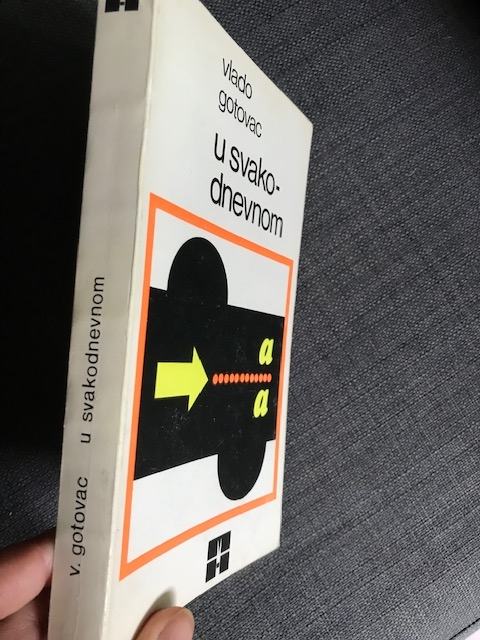 vlado
gotovac
u svako-
dnevnom
a
a
v. gotovac u svakodnevnom